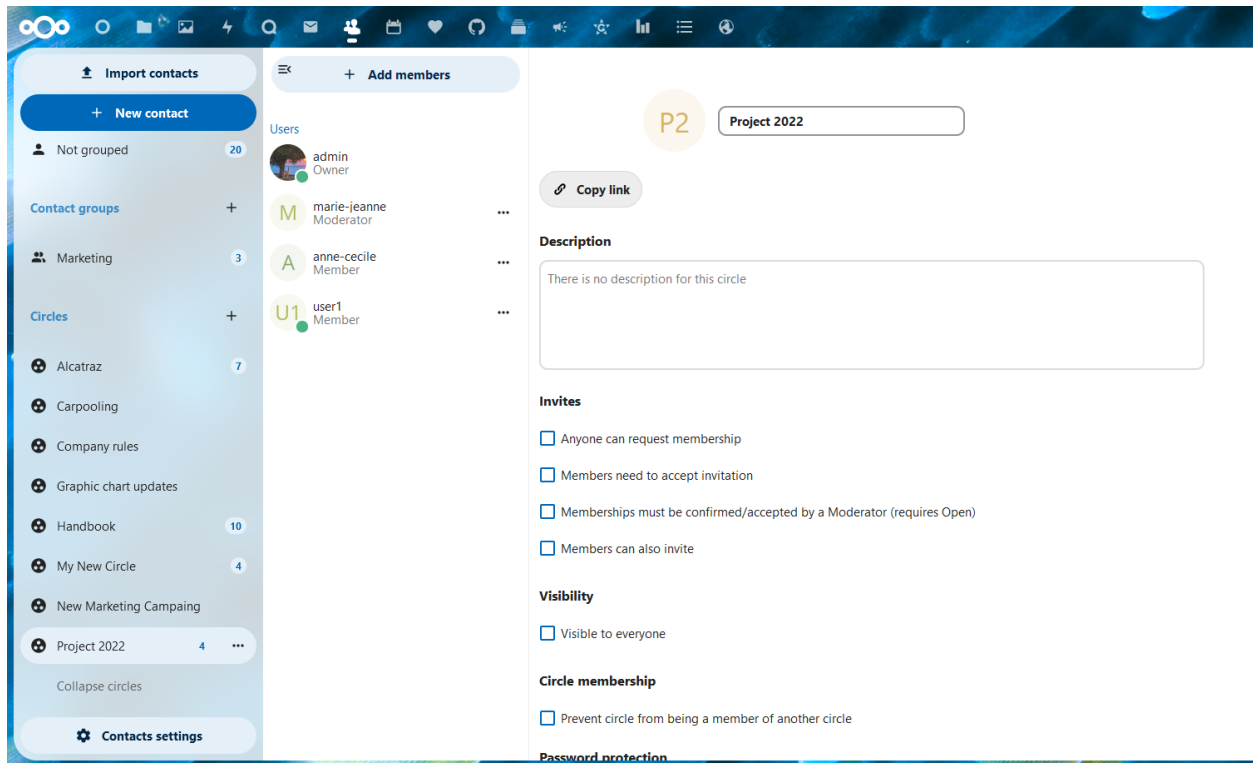 Import contacts
+ New contact
Not grouped 20
Contact groups +
Marketing 3
Circles +
Alcatraz 7
Carpooling
Company rules
Graphic chart updates
Handbook 10
My New Circle 4
New Marketing Campaing
Project 2022 4 •••
Collapse circles
Contacts settings
+ Add members
Users
admin
Owner
M marie-jeanne
Moderator
A anne-cecile
Member
U1 user1
Member
P2 Project 2022
Copy link
Description
There is no description for this circle
Invites
Anyone can request membership
Members need to accept invitation
Memberships must be confirmed/accepted by a Moderator (requires Open)
Members can also invite
Visibility
Visible to everyone
Circle membership
Prevent circle from being a member of another circle
Password protection